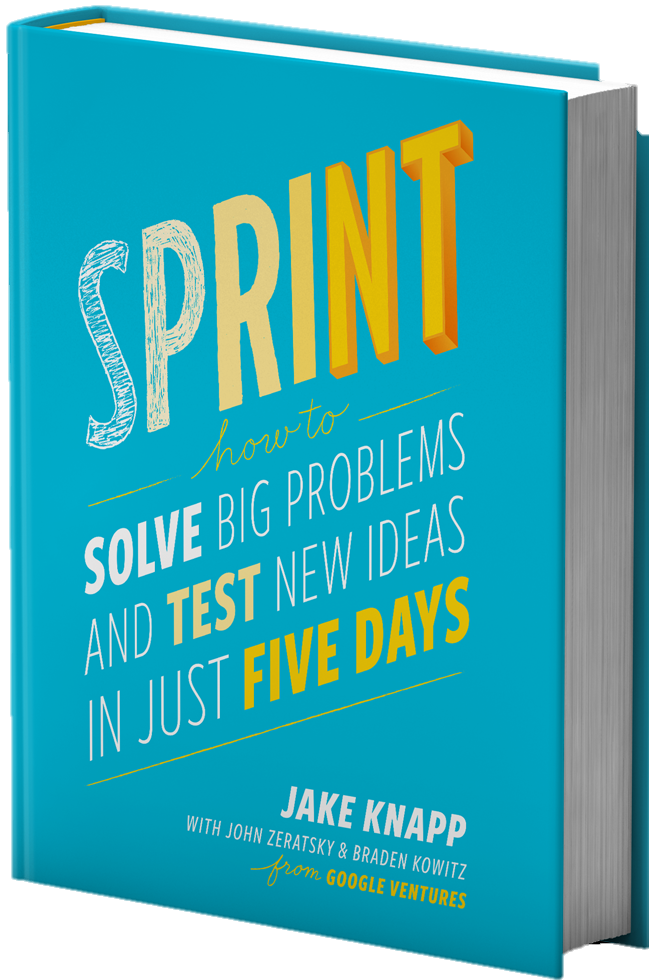 SPRINT
how to
SOLVE BIG PROBLEMS
AND TEST NEW IDEAS
IN JUST FIVE DAYS
JAKE KNAPP
WITH JOHN ZERATSKY & BRADEN KOWITZ
from GOOGLE VENTURES